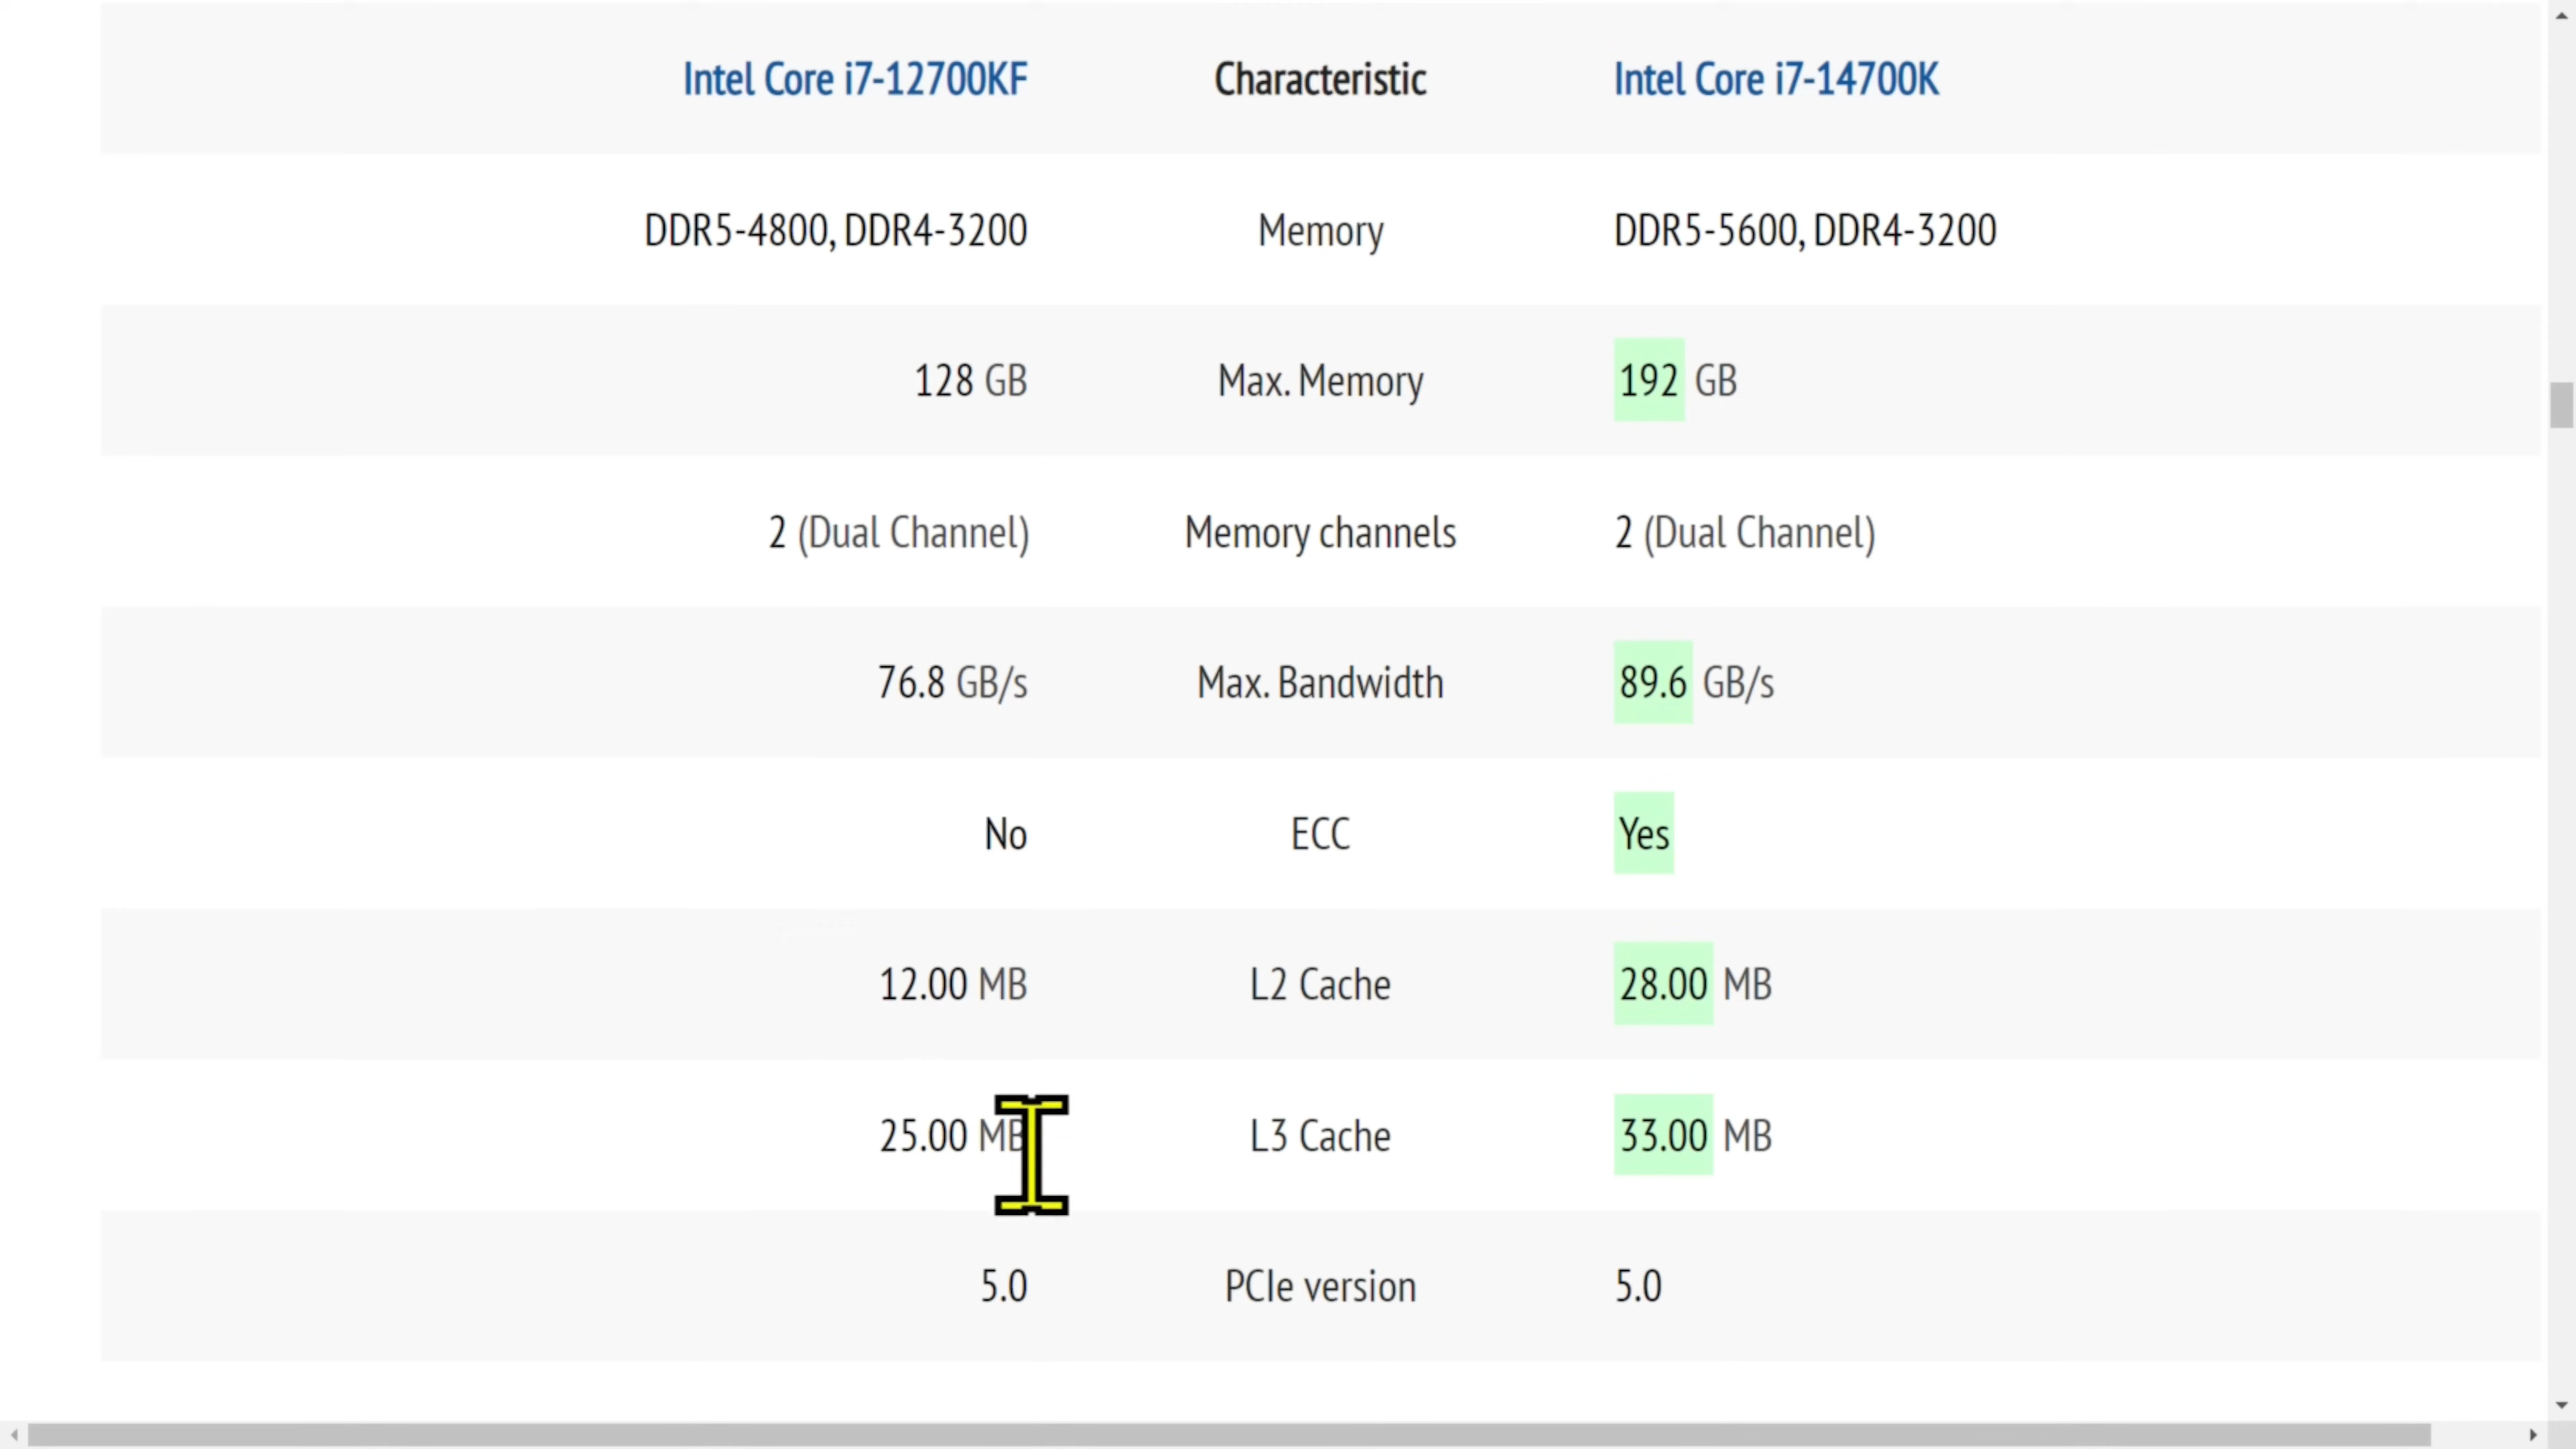 Intel Core i7-12700KF Characteristic Intel Core i7-14700K
DDR5-4800, DDR4-3200 Memory DDR5-5600, DDR4-3200
128 GB Max. Memory 192 GB
2 (Dual Channel) Memory channels 2 (Dual Channel)
76.8 GB/s Max. Bandwidth 89.6 GB/s
No ECC Yes
12.00 MB L2 Cache 28.00 MB
25.00 MB L3 Cache 33.00 MB
5.0 PCIe version 5.0